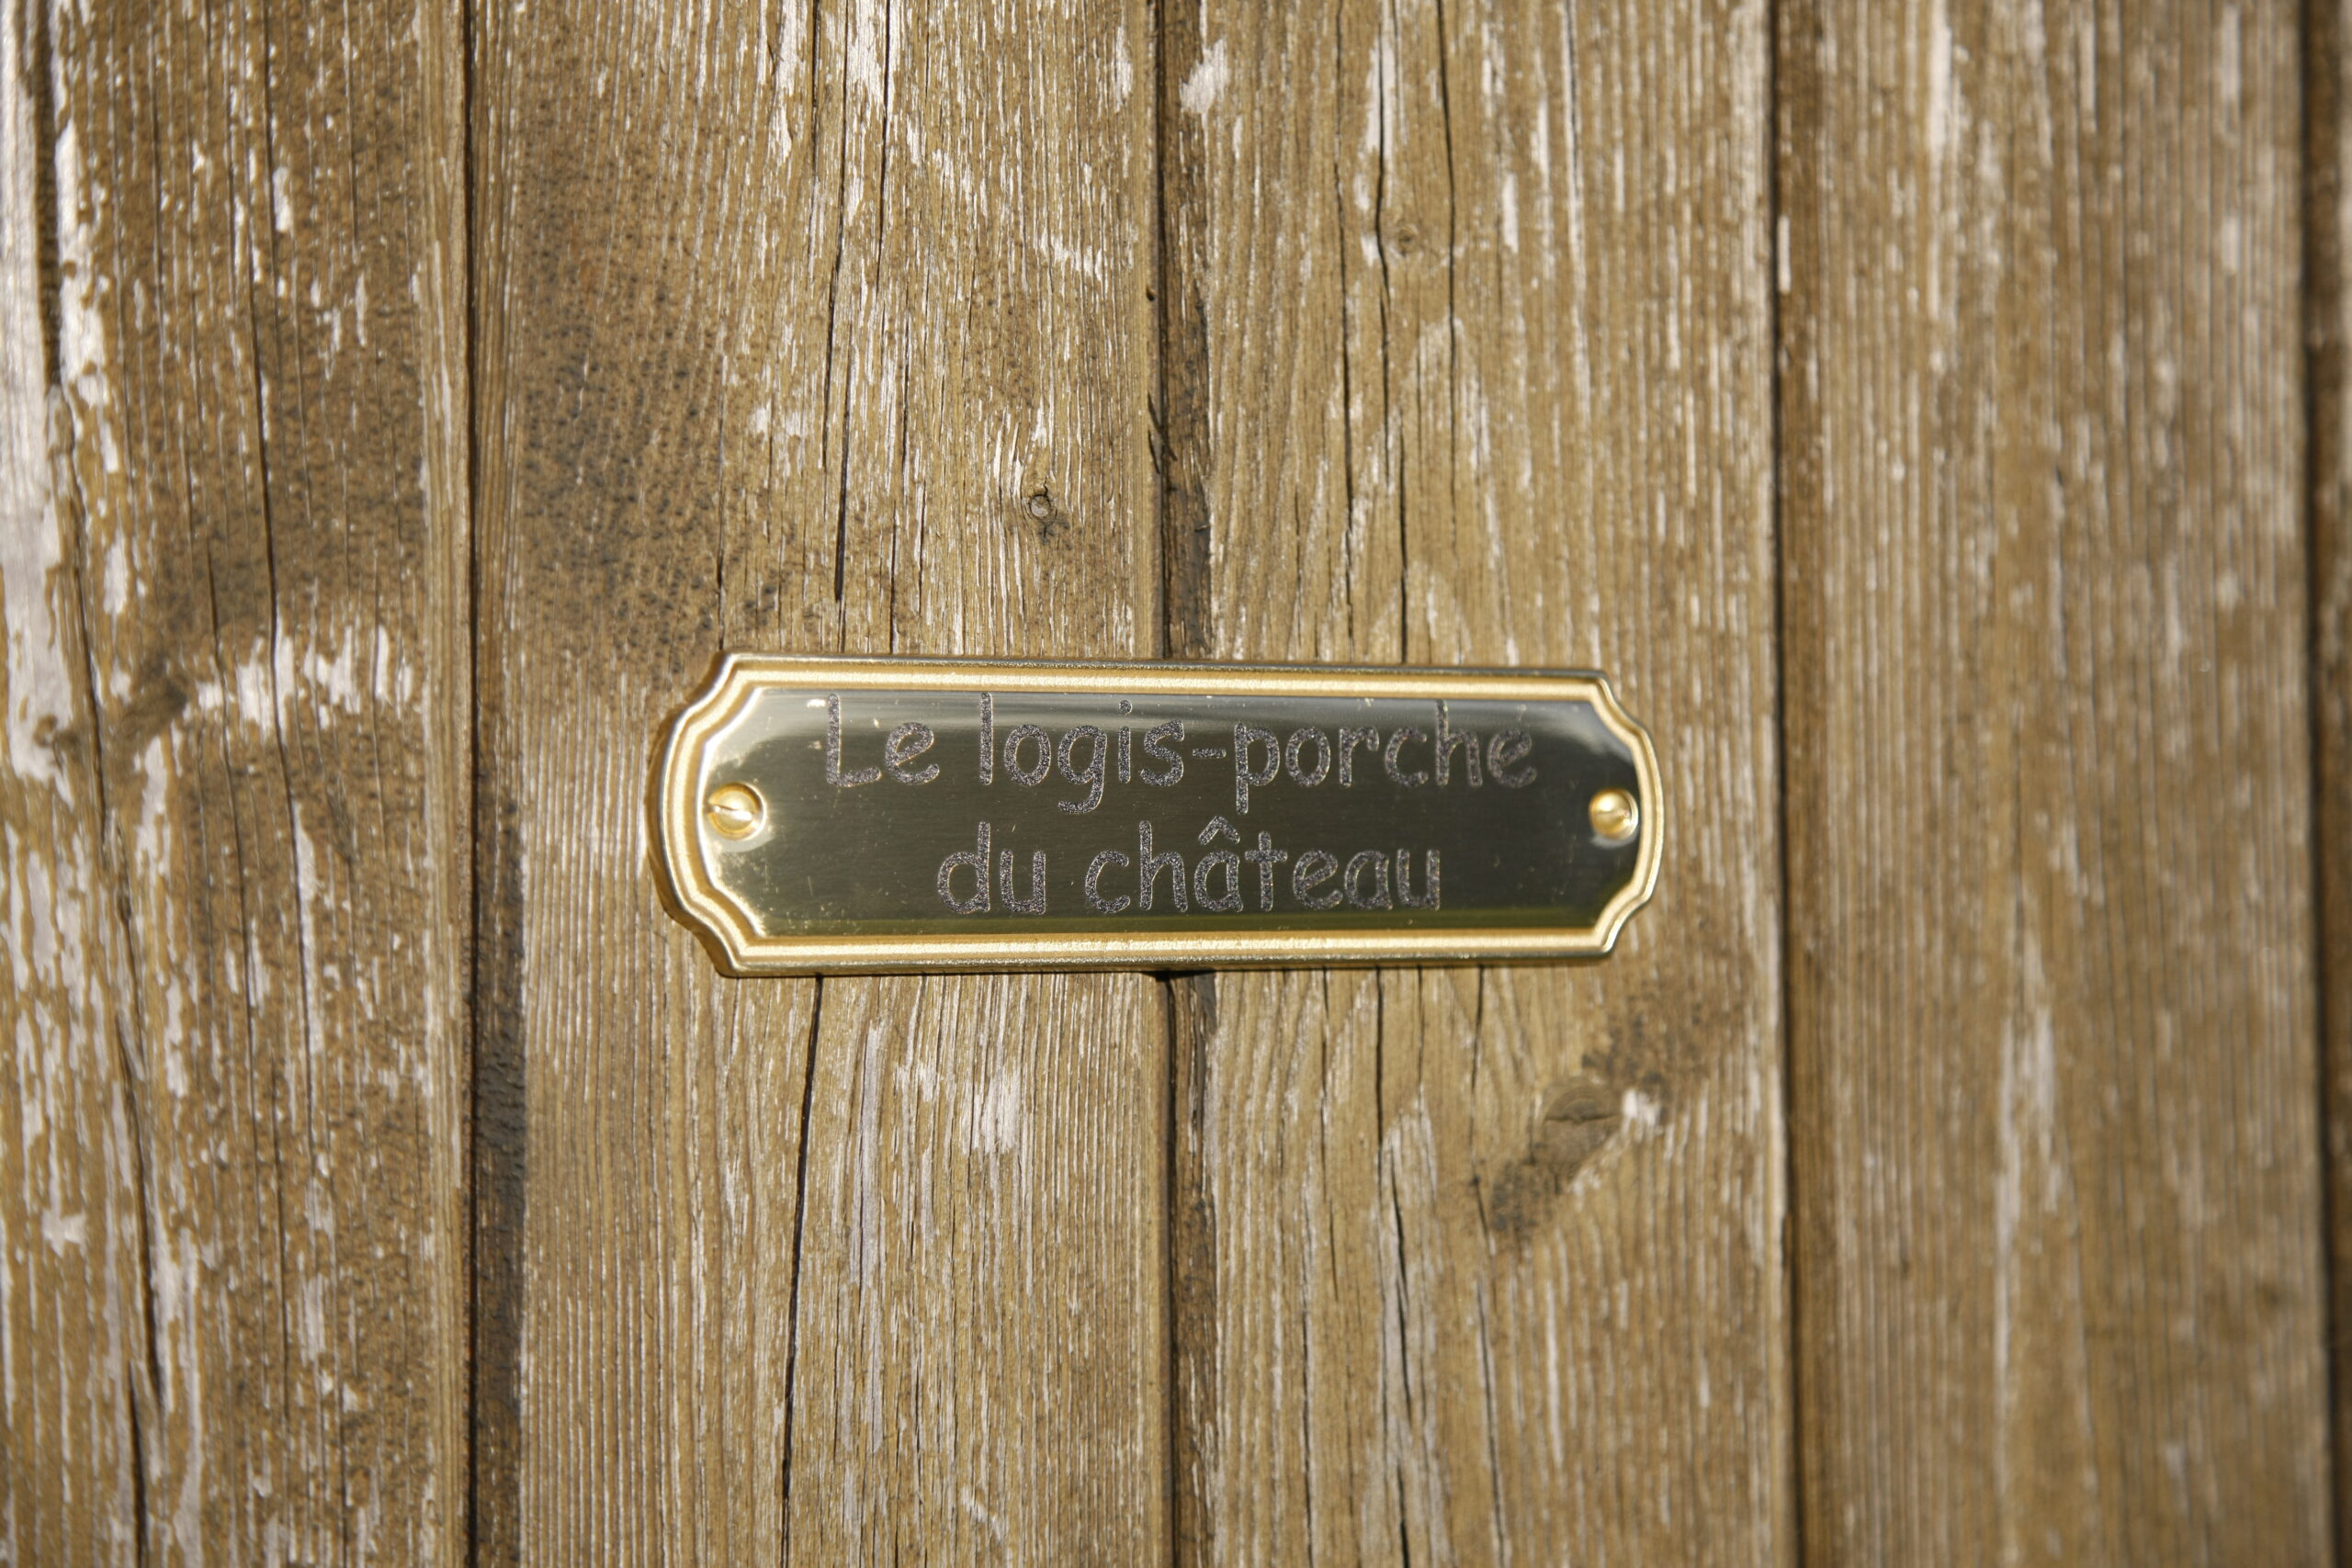 Le logis-porche
du château